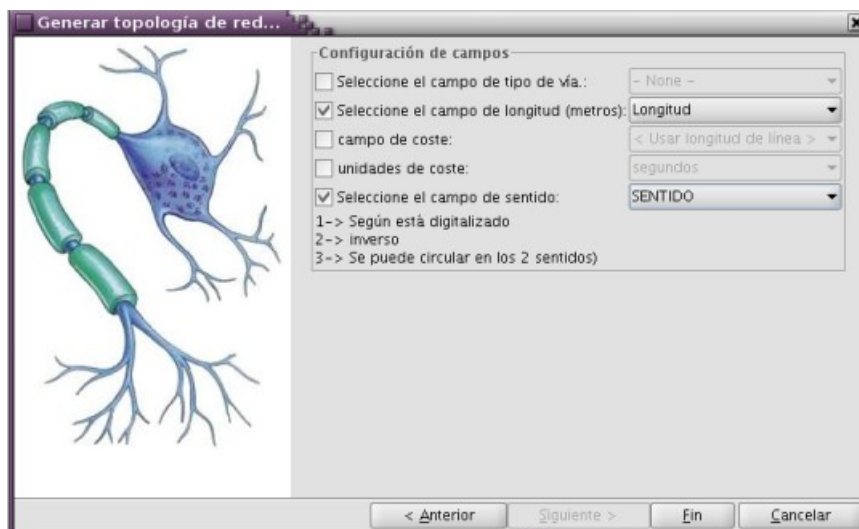 Generar topología de red...
Configuración de campos
Seleccione el campo de tipo de vía.: - None -
Seleccione el campo de longitud (metros): Longitud
campo de coste: < Usar longitud de línea >
unidades de coste: segundos
Seleccione el campo de sentido: SENTIDO
1-> Según está digitalizado
2-> inverso
3-> Se puede circular en los 2 sentidos)
< Anterior Siguiente > Fin Cancelar